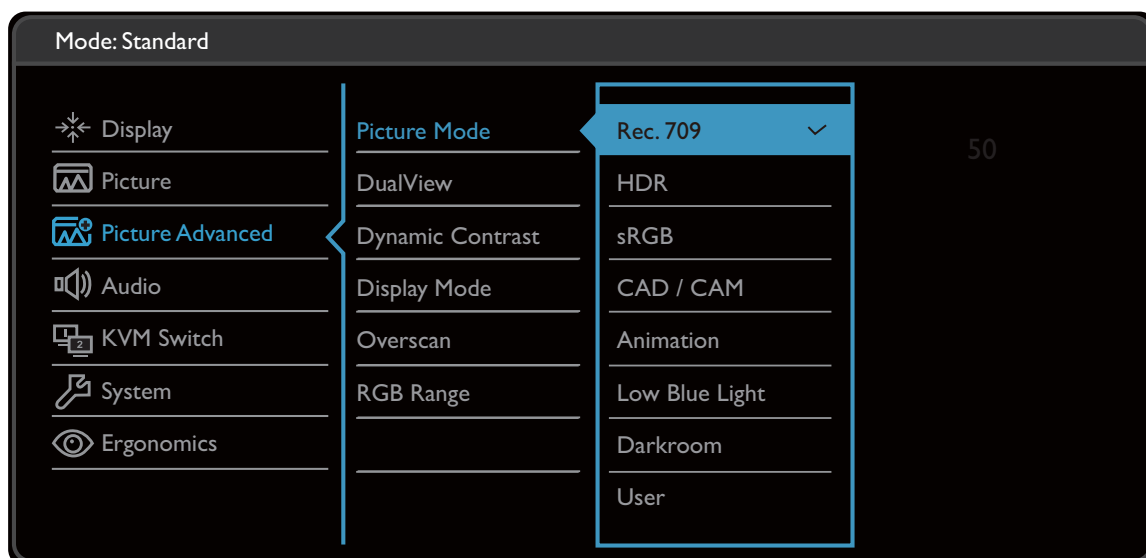 Mode: Standard
Display
Picture
Picture Advanced
Audio
2
KVM Switch
System
Ergonomics
Picture Mode
DualView
Dynamic Contrast
Display Mode
Overscan
RGB Range
Rec. 709
HDR
sRGB
CAD / CAM
Animation
Low Blue Light
Darkroom
User
50